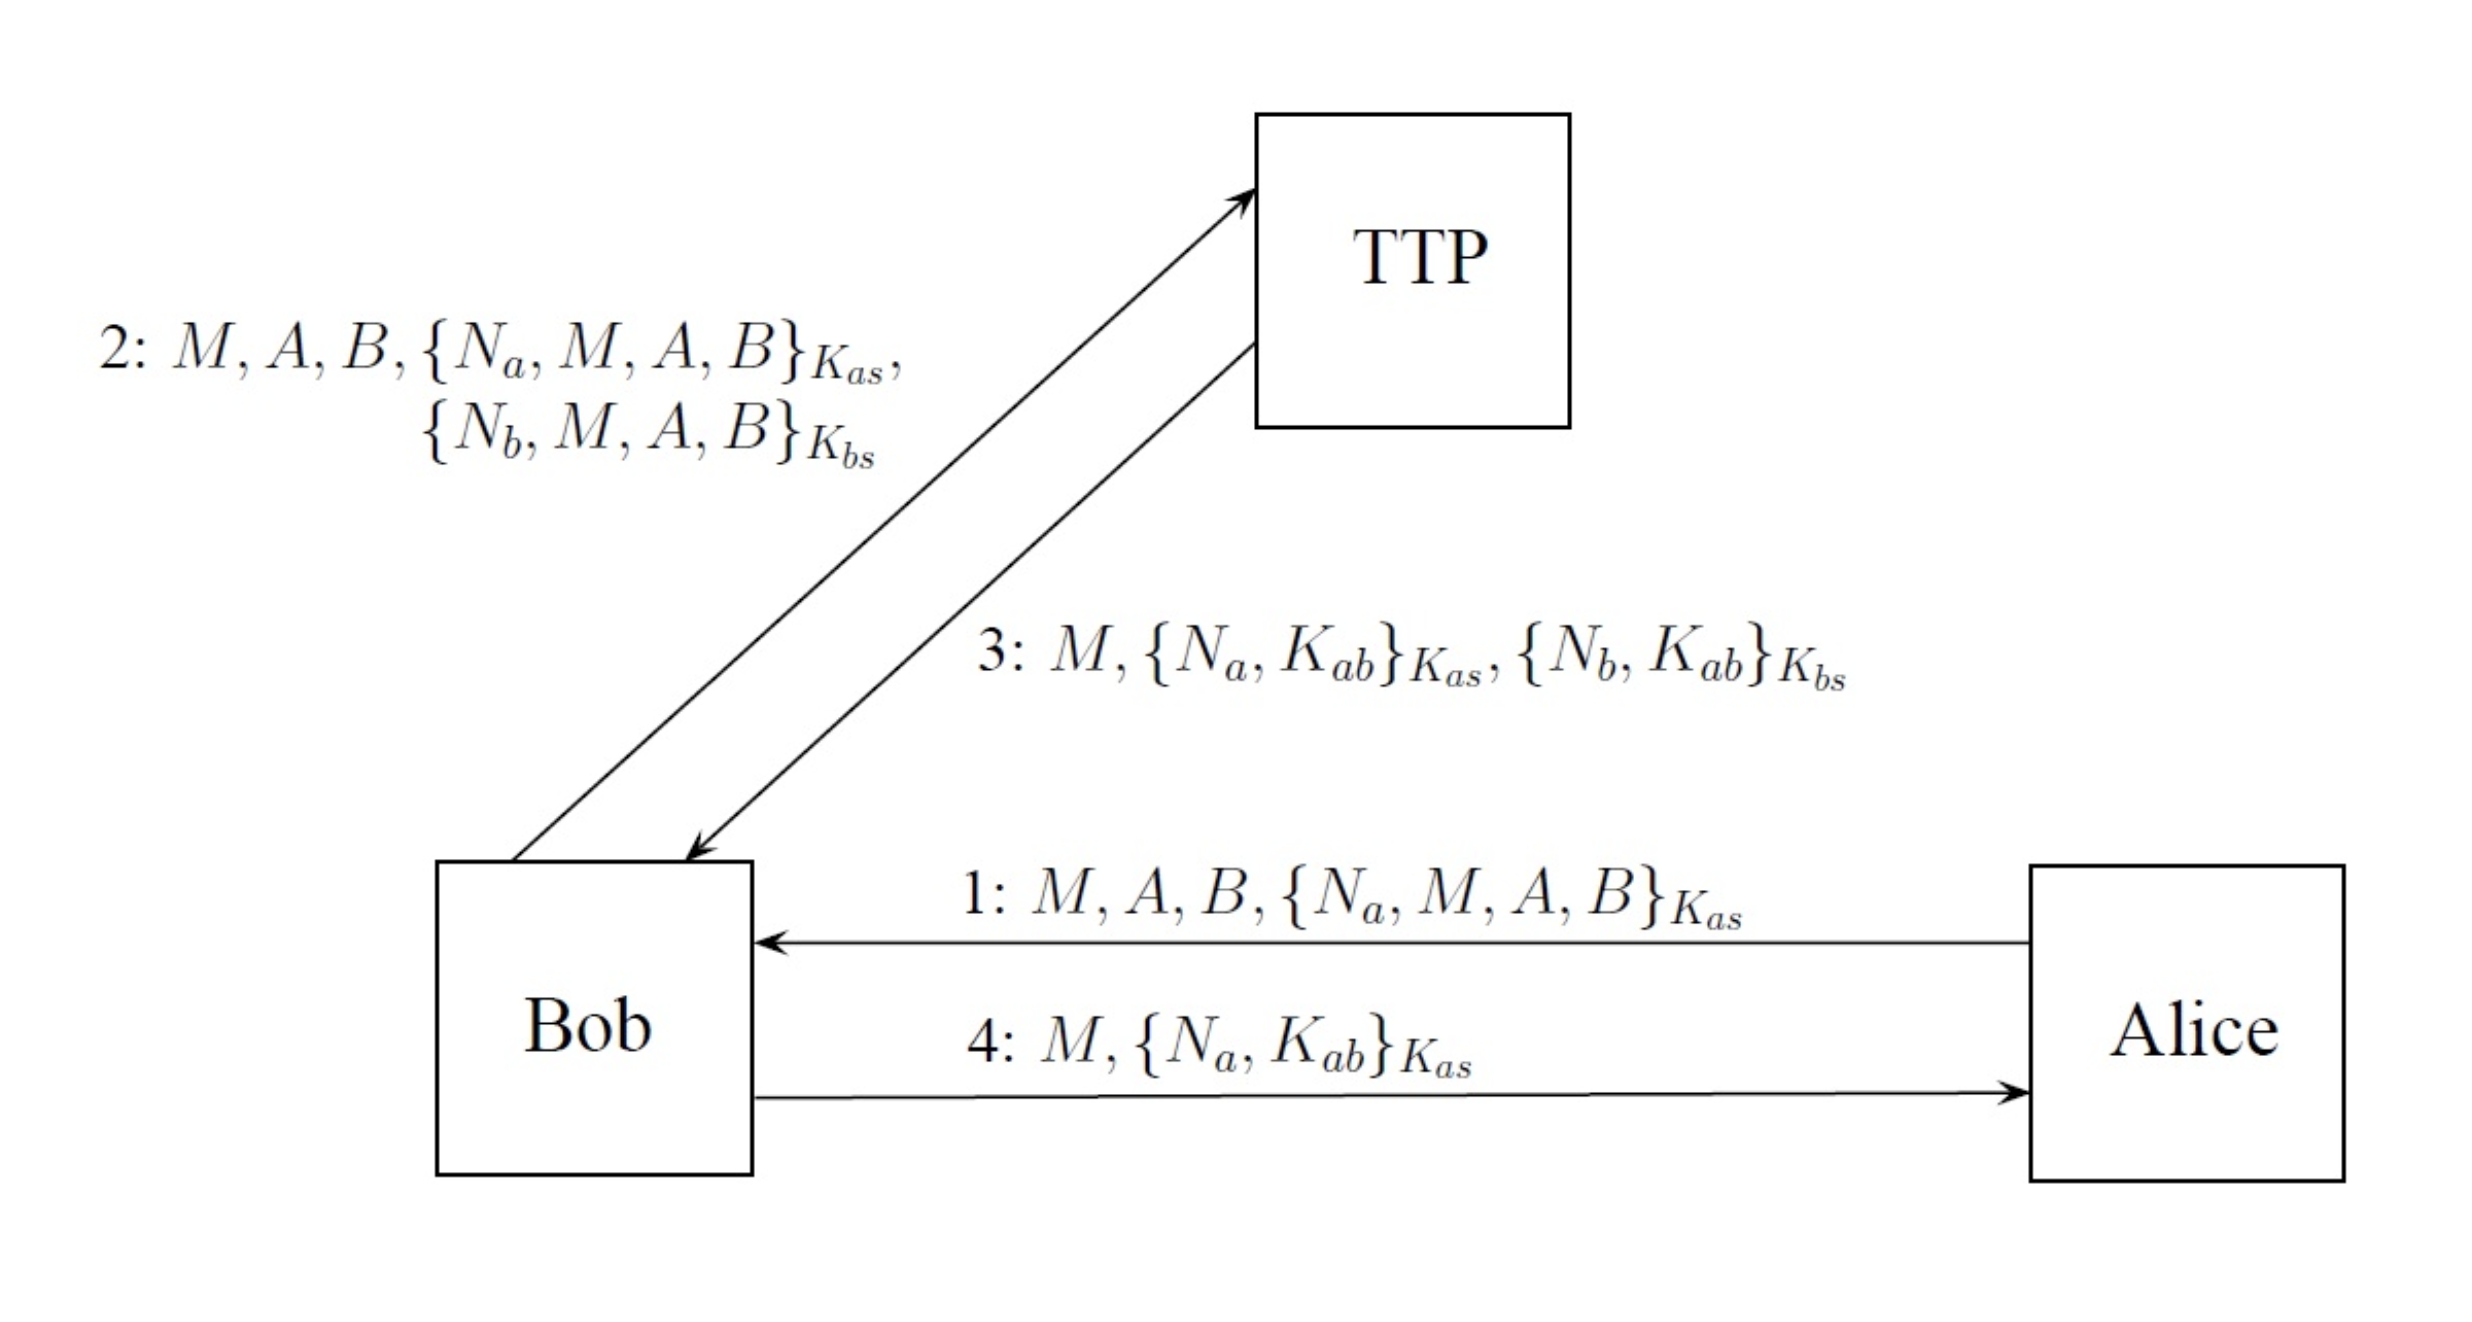 TTP
2: M, A, B, {N_a, M, A, B}_{K_{as}},
{N_b, M, A, B}_{K_{bs}}
3: M, {N_a, K_{ab}}_{K_{as}}, {N_b, K_{ab}}_{K_{bs}}
1: M, A, B, {N_a, M, A, B}_{K_{as}}
Bob
Alice
4: M, {N_a, K_{ab}}_{K_{as}}